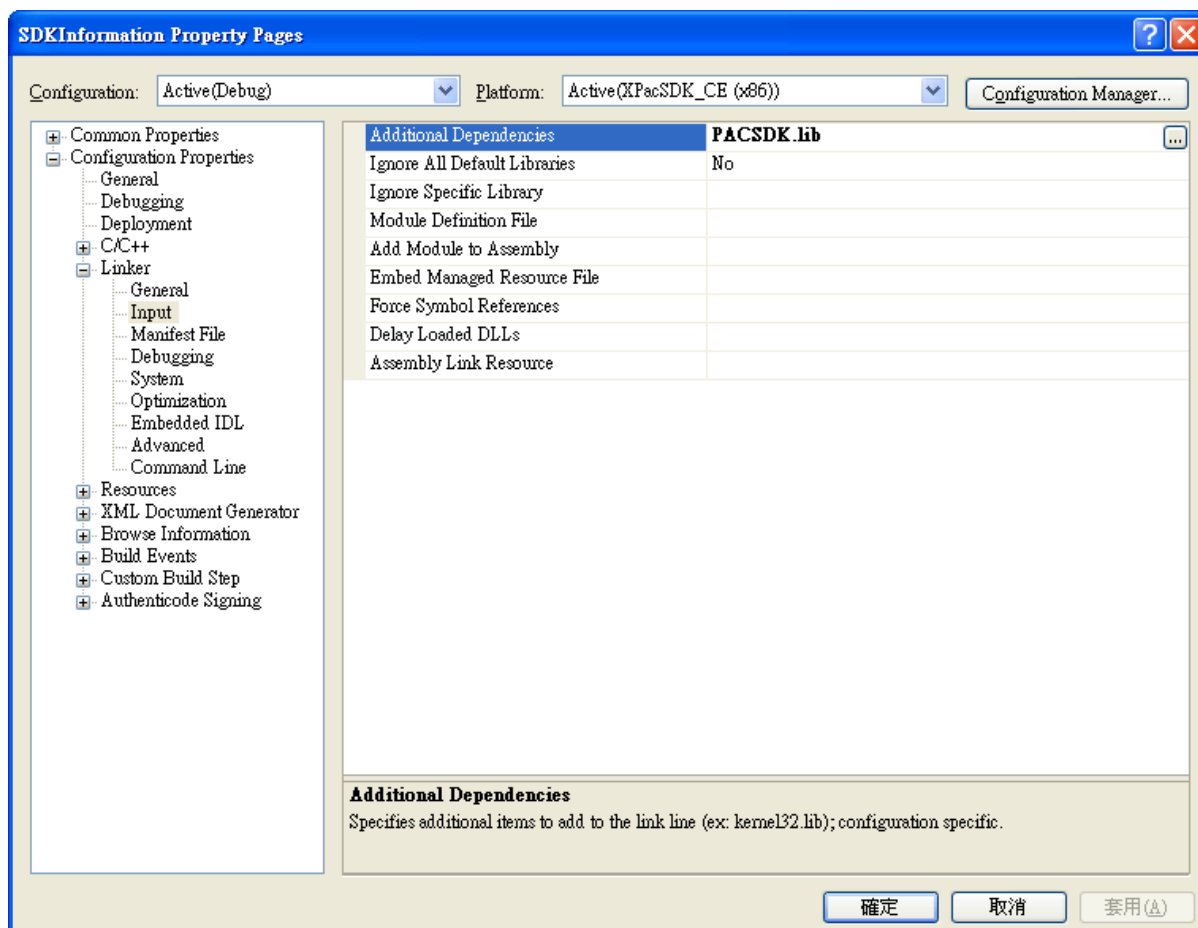 SDKInformation Property Pages
Configuration: Active(Debug) Platform: Active(XPacSDK_CE (x86)) Configuration Manager...
Common Properties
Configuration Properties
General
Debugging
Deployment
C/C++
Linker
General
Input
Manifest File
Debugging
System
Optimization
Embedded IDL
Advanced
Command Line
Resources
XML Document Generator
Browse Information
Build Events
Custom Build Step
Authenticode Signing
Additional Dependencies PACSDK.lib ...
Ignore All Default Libraries No
Ignore Specific Library
Module Definition File
Add Module to Assembly
Embed Managed Resource File
Force Symbol References
Delay Loaded DLLs
Assembly Link Resource
Additional Dependencies
Specifies additional items to add to the link line (ex: kernel32.lib); configuration specific.
確定 取消 套用(A)